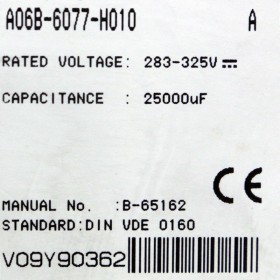 A06B-6077-H010 A
RATED VOLTAGE: 283-325V
CAPACITANCE : 25000uF
CE
MANUAL No. :B-65162
STANDARD:DIN VDE 0160
V09Y90362